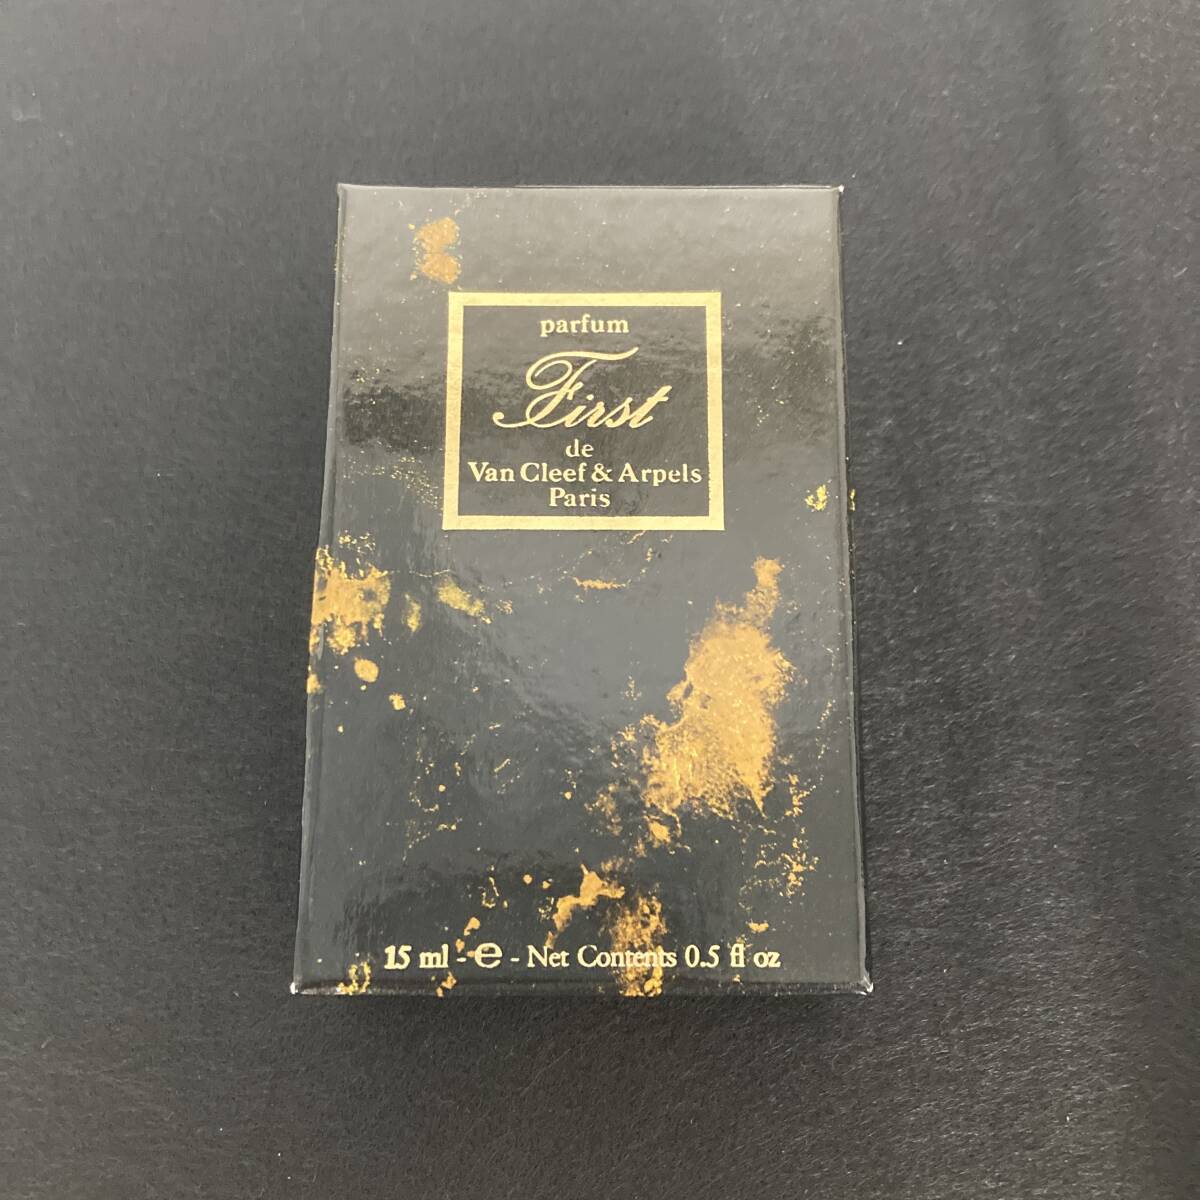 parfum
First
de
Van Cleef & Arpels
Paris
15 ml - ℮ - Net Contents 0.5 fl oz